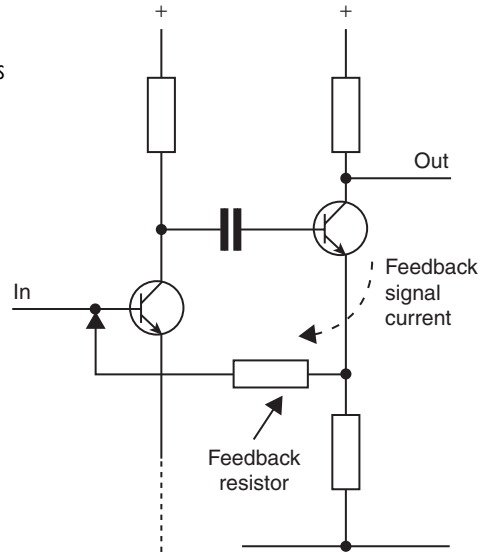 + +
s
Out
In
Feedback
signal
current
Feedback
resistor